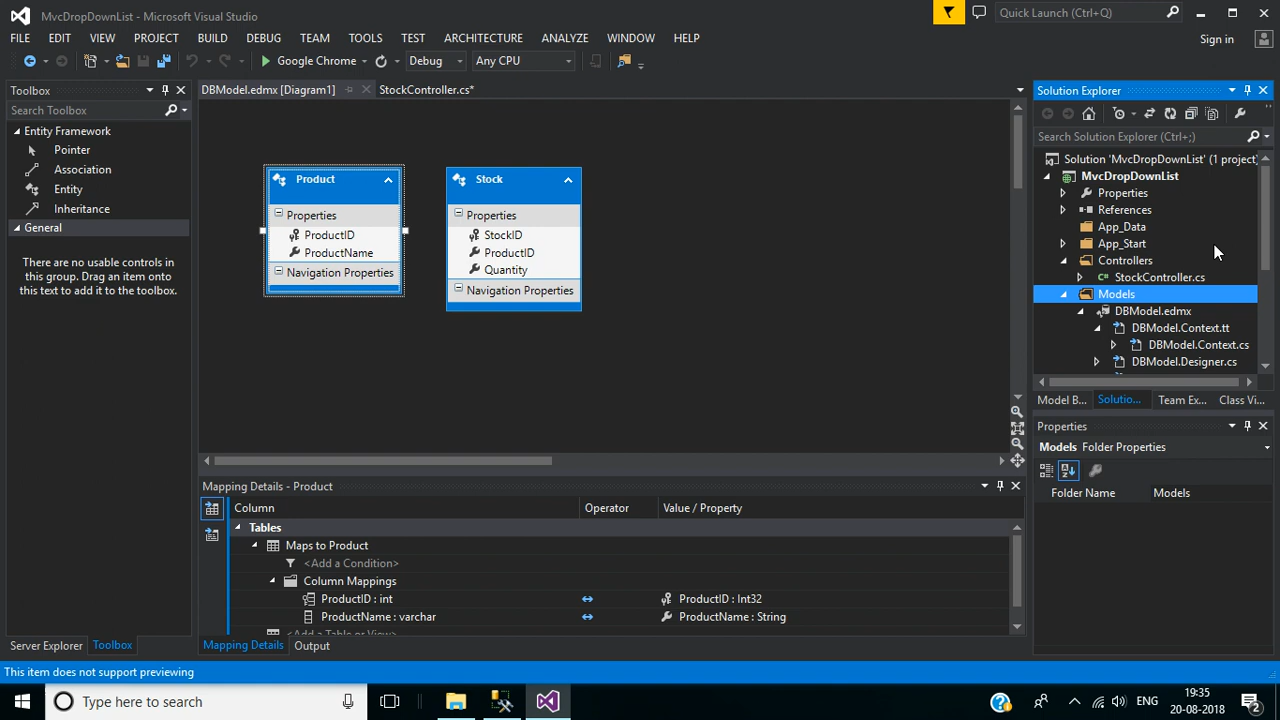 MvcDropDownList - Microsoft Visual Studio
Quick Launch (Ctrl+Q)
FILE EDIT VIEW PROJECT BUILD DEBUG TEAM TOOLS TEST ARCHITECTURE ANALYZE WINDOW HELP
Sign in
Google Chrome Debug Any CPU
Toolbox
Search Toolbox
Entity Framework
Pointer
Association
Entity
Inheritance
General
There are no usable controls in
this group. Drag an item onto
this text to add it to the toolbox.
Server Explorer Toolbox
DBModel.edmx [Diagram1] StockController.cs*
Product
Properties
ProductID
ProductName
Navigation Properties
Stock
Properties
StockID
ProductID
Quantity
Navigation Properties
Mapping Details - Product
Column Operator Value / Property
Tables
Maps to Product
<Add a Condition>
Column Mappings
ProductID : int ProductID : Int32
ProductName : varchar ProductName : String
<Add a Table or View>
Mapping Details Output
Solution Explorer
Search Solution Explorer (Ctrl+;)
Solution 'MvcDropDownList' (1 project)
MvcDropDownList
Properties
References
App_Data
App_Start
Controllers
C# StockController.cs
Models
DBModel.edmx
DBModel.Context.tt
DBModel.Context.cs
DBModel.Designer.cs
Model B... Solutio... Team Ex... Class Vi...
Properties
Models Folder Properties
Folder Name Models
This item does not support previewing
Type here to search
ENG
19:35
20-08-2018
2